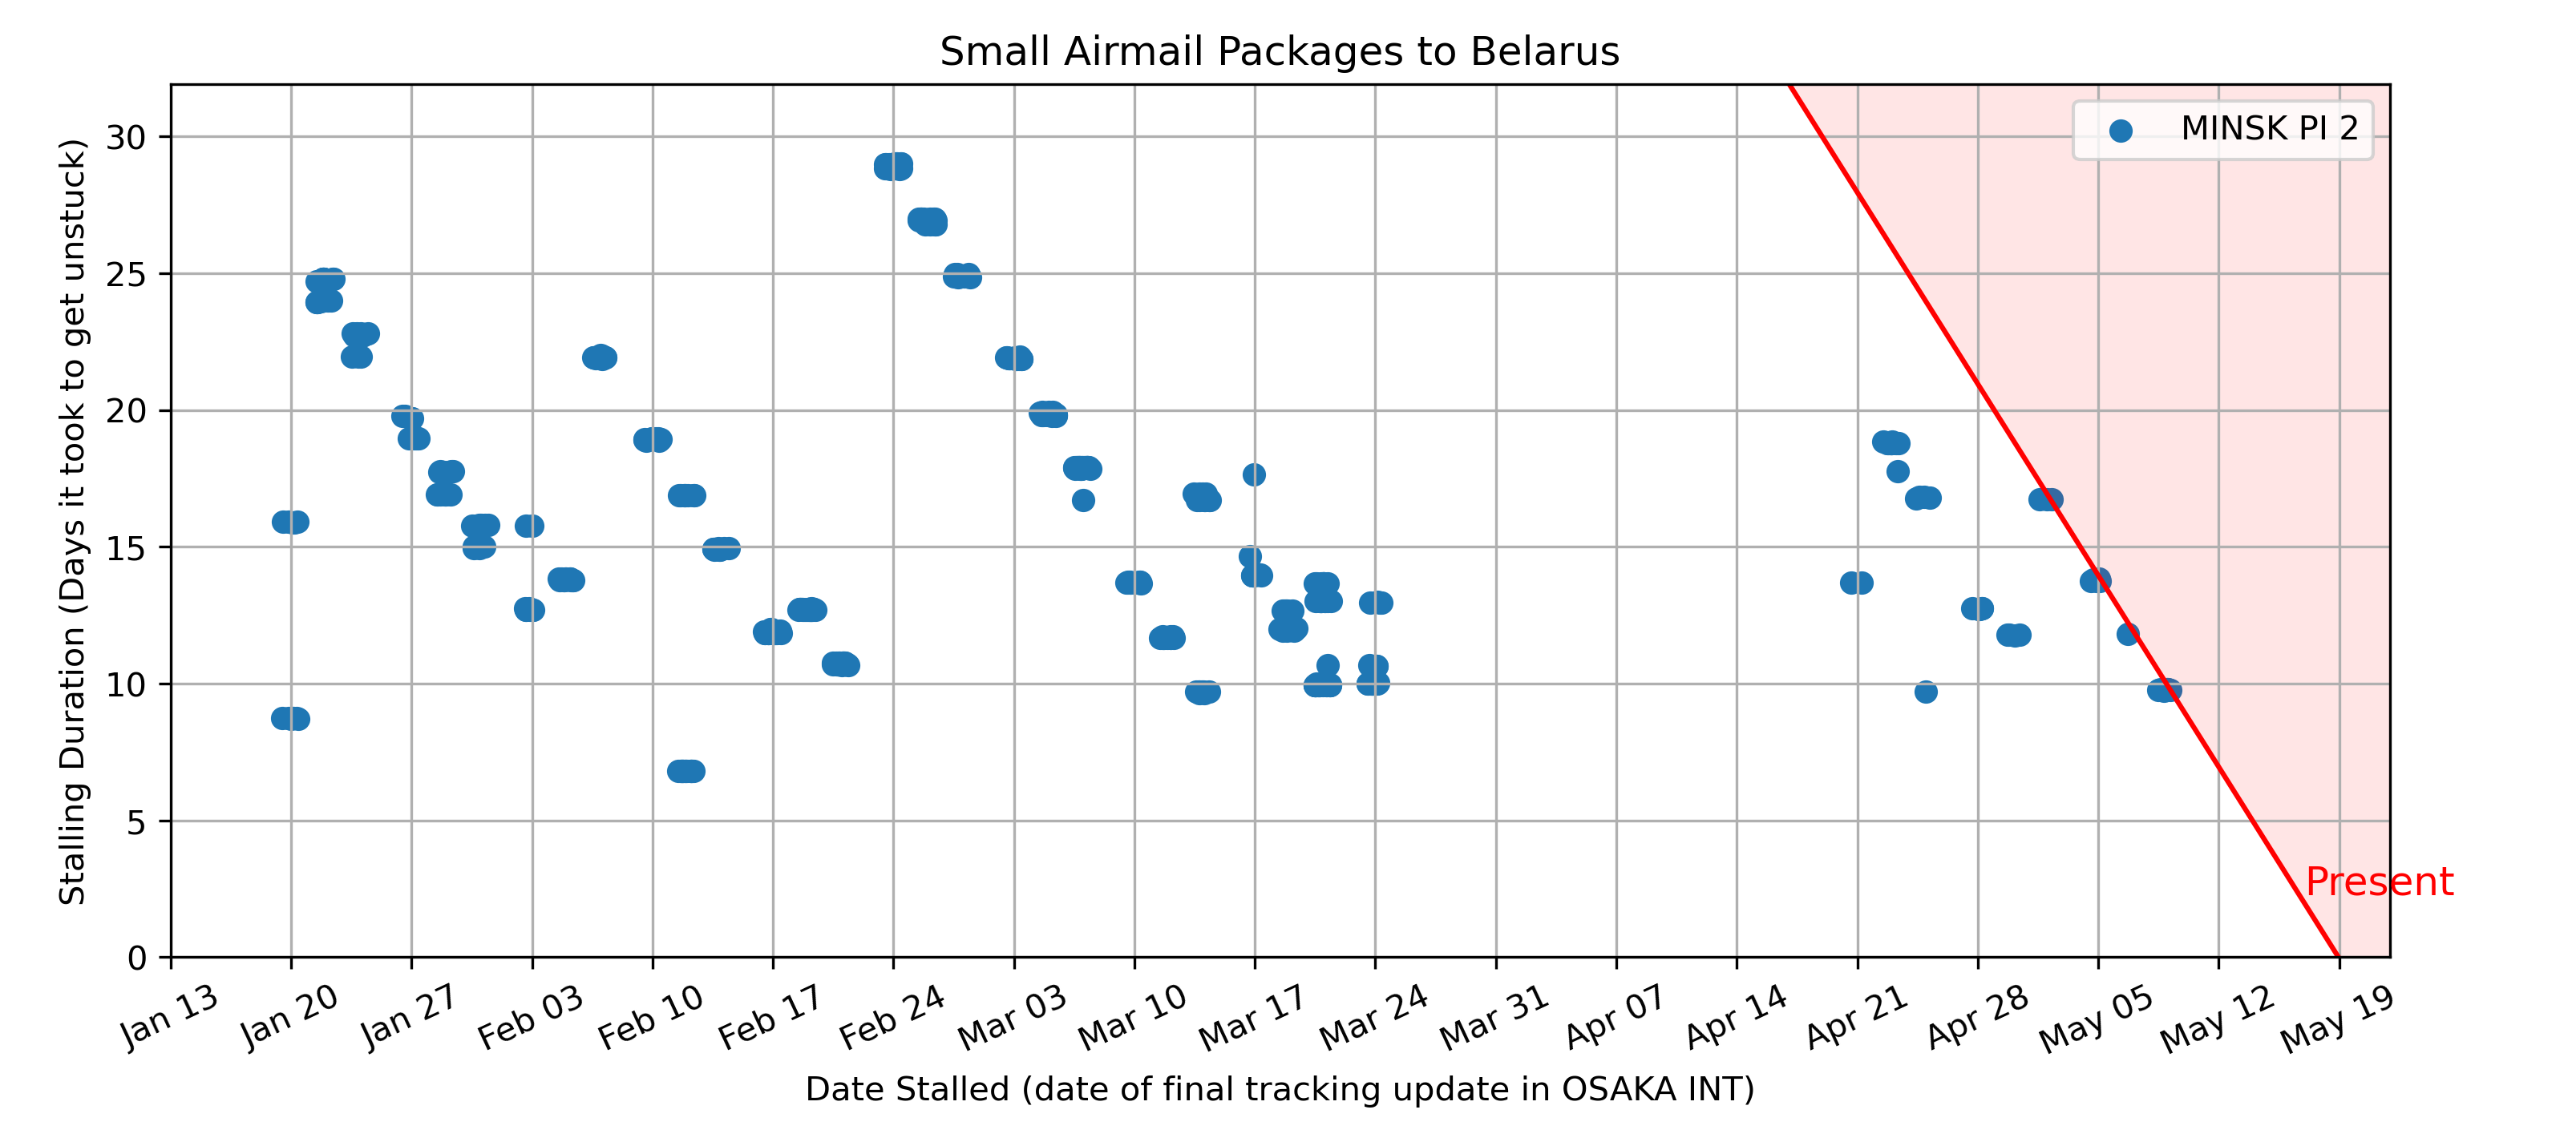 Small Airmail Packages to Belarus
Stalling Duration (Days it took to get unstuck)
30
25
20
15
10
5
0
MINSK PI 2
Present
Jan 13
Jan 20
Jan 27
Feb 03
Feb 10
Feb 17
Feb 24
Mar 03
Mar 10
Mar 17
Mar 24
Mar 31
Apr 07
Apr 14
Apr 21
Apr 28
May 05
May 12
May 19
Date Stalled (date of final tracking update in OSAKA INT)